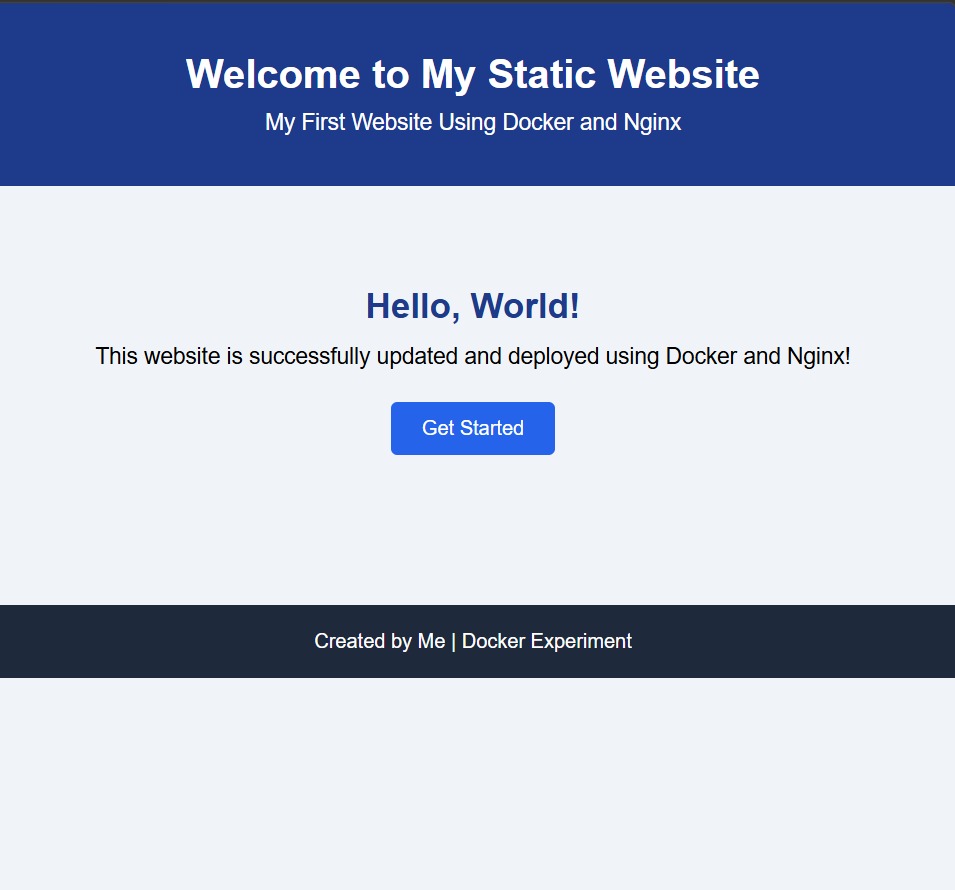 Welcome to My Static Website
My First Website Using Docker and Nginx
Hello, World!
This website is successfully updated and deployed using Docker and Nginx!
Get Started
Created by Me | Docker Experiment